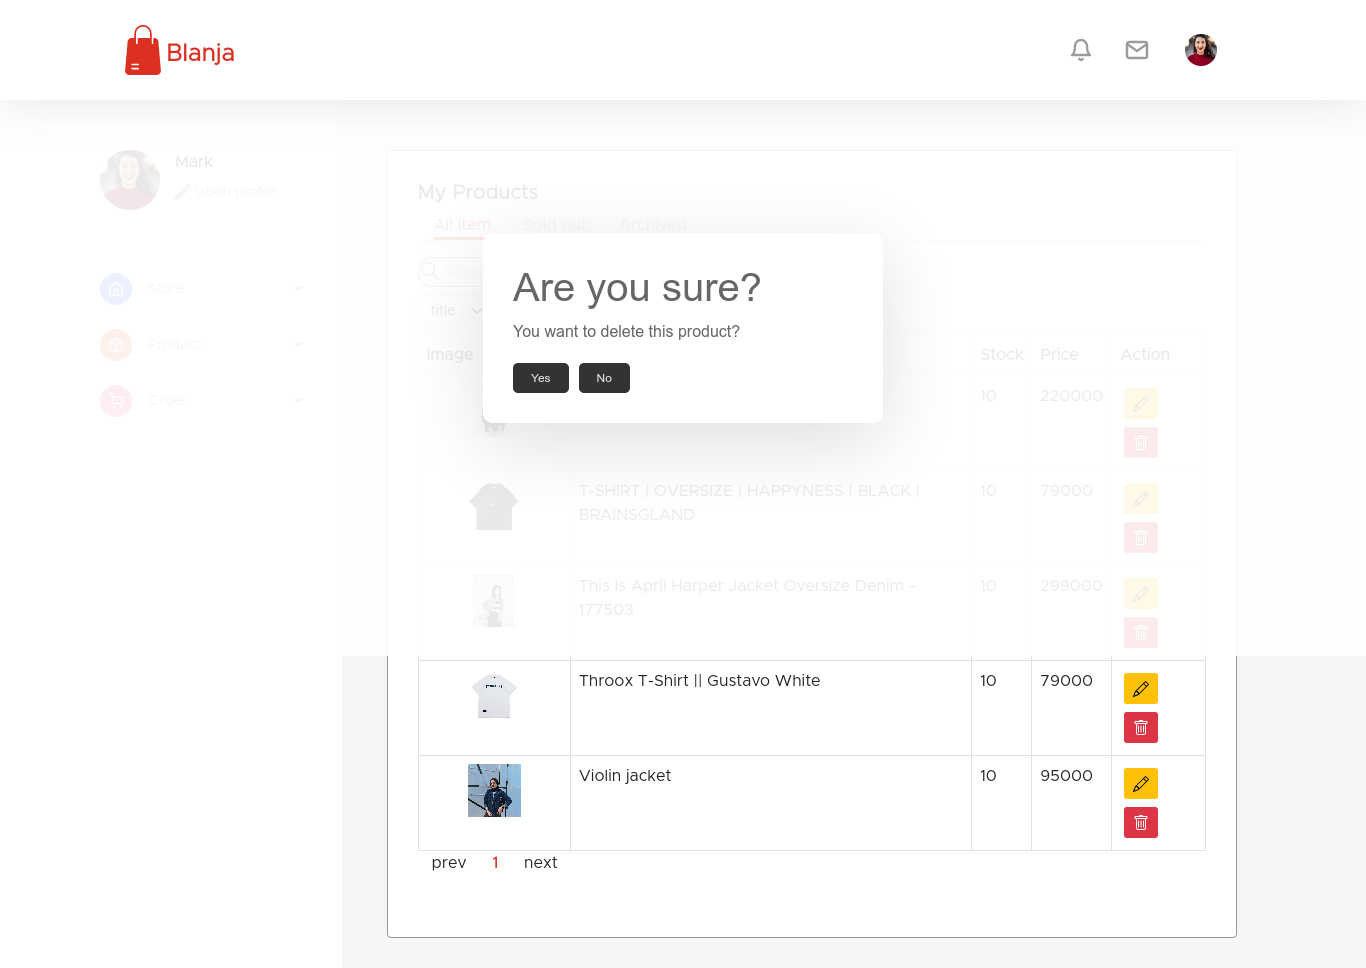 Blanja
Mark
Ubah profile
Store
Product
Order
My Products
All Item Sold out Archived
Sea
title
Are you sure?
You want to delete this product?
Yes No
Image Stock Price Action
10 220000
T-SHIRT | OVERSIZE | HAPPYNESS | BLACK | 10 79000
BRAINSGLAND
This Is April Harper Jacket Oversize Denim – 10 299000
177503
Throox T-Shirt || Gustavo White 10 79000
Violin jacket 10 95000
prev 1 next